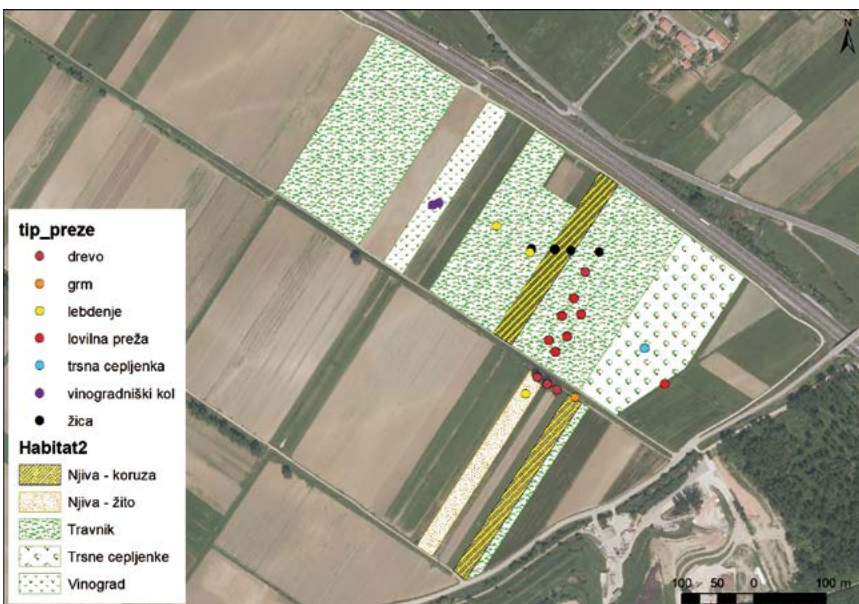 N
tip_preze
drevo
grm
lebdenje
lovilna preža
trsna cepljenka
vinogradniški kol
žica
Habitat2
Njiva - koruza
Njiva - žito
Travnik
Trsne cepljenke
Vinograd
100 50 0 100 m